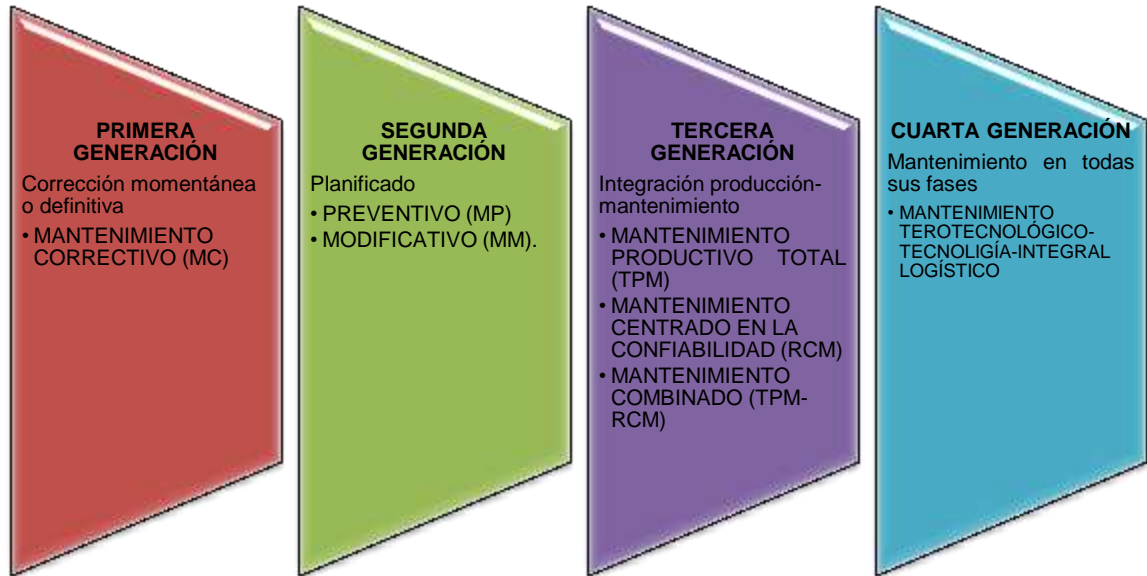 PRIMERA
GENERACIÓN
Corrección momentánea
o definitiva
• MANTENIMIENTO
CORRECTIVO (MC)
SEGUNDA
GENERACIÓN
Planificado
• PREVENTIVO (MP)
• MODIFICATIVO (MM).
TERCERA
GENERACIÓN
Integración producción-
mantenimiento
• MANTENIMIENTO
PRODUCTIVO TOTAL
(TPM)
• MANTENIMIENTO
CENTRADO EN LA
CONFIABILIDAD (RCM)
• MANTENIMIENTO
COMBINADO (TPM-
RCM)
CUARTA GENERACIÓN
Mantenimiento en todas
sus fases
• MANTENIMIENTO
TEROTECNOLÓGICO-
TECNOLIGÍA-INTEGRAL
LOGÍSTICO